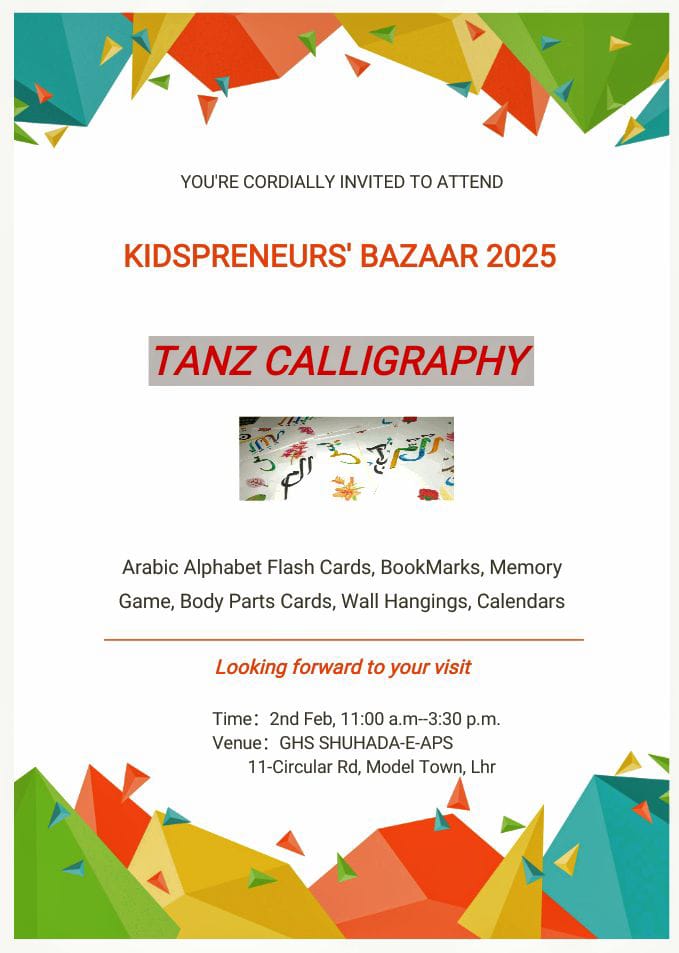 YOU'RE CORDIALLY INVITED TO ATTEND
KIDSPRENEURS' BAZAAR 2025
TANZ CALLIGRAPHY
Arabic Alphabet Flash Cards, BookMarks, Memory
Game, Body Parts Cards, Wall Hangings, Calendars
Looking forward to your visit
Time：2nd Feb, 11:00 a.m--3:30 p.m.
Venue：GHS SHUHADA-E-APS
11-Circular Rd, Model Town, Lhr